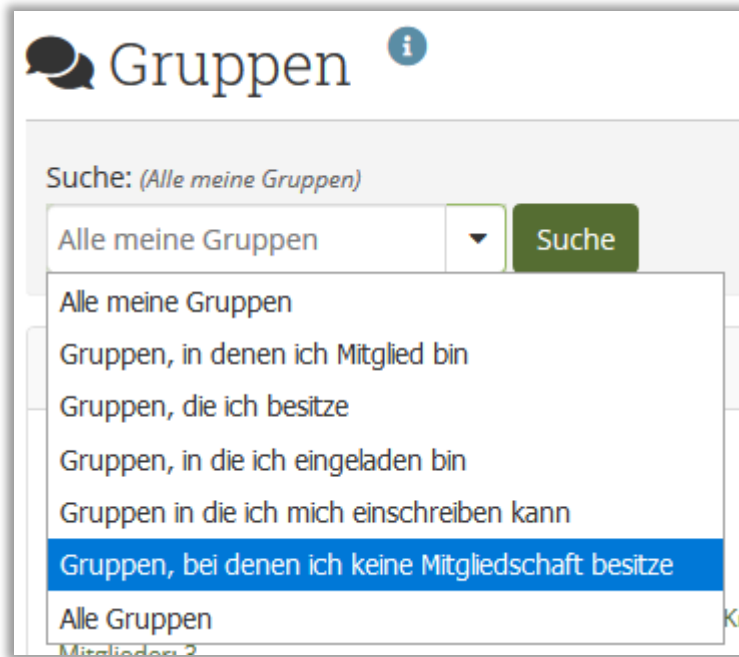 Gruppen
Suche: (Alle meine Gruppen)
Alle meine Gruppen
Suche
Alle meine Gruppen
Gruppen, in denen ich Mitglied bin
Gruppen, die ich besitze
Gruppen, in die ich eingeladen bin
Gruppen in die ich mich einschreiben kann
Gruppen, bei denen ich keine Mitgliedschaft besitze
Alle Gruppen
Mitglieder: 3